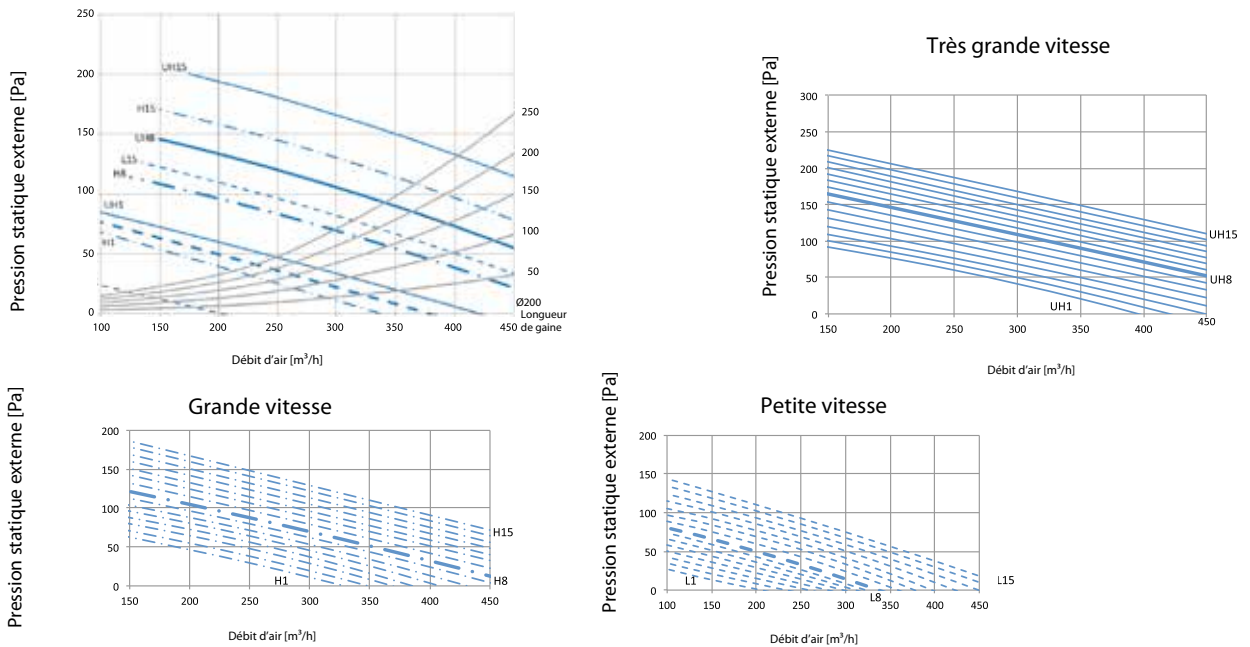 Pression statique externe [Pa]
250
200
150
100
50
0
UH15
H15
UH8
L15
H8
UH1
H1
250
200
150
100
50
Ø200
Longueur
de gaine
100 150 200 250 300 350 400 450
Débit d'air [m³/h]
Très grande vitesse
Pression statique externe [Pa]
300
250
200
150
100
50
0
UH15
UH8
UH1
150 200 250 300 350 400 450
Débit d'air [m³/h]
Grande vitesse
Pression statique externe [Pa]
200
150
100
50
0
H15
H1
H8
150 200 250 300 350 400 450
Débit d'air [m³/h]
Petite vitesse
Pression statique externe [Pa]
200
150
100
50
0
L1
L15
L8
100 150 200 250 300 350 400 450
Débit d'air [m³/h]